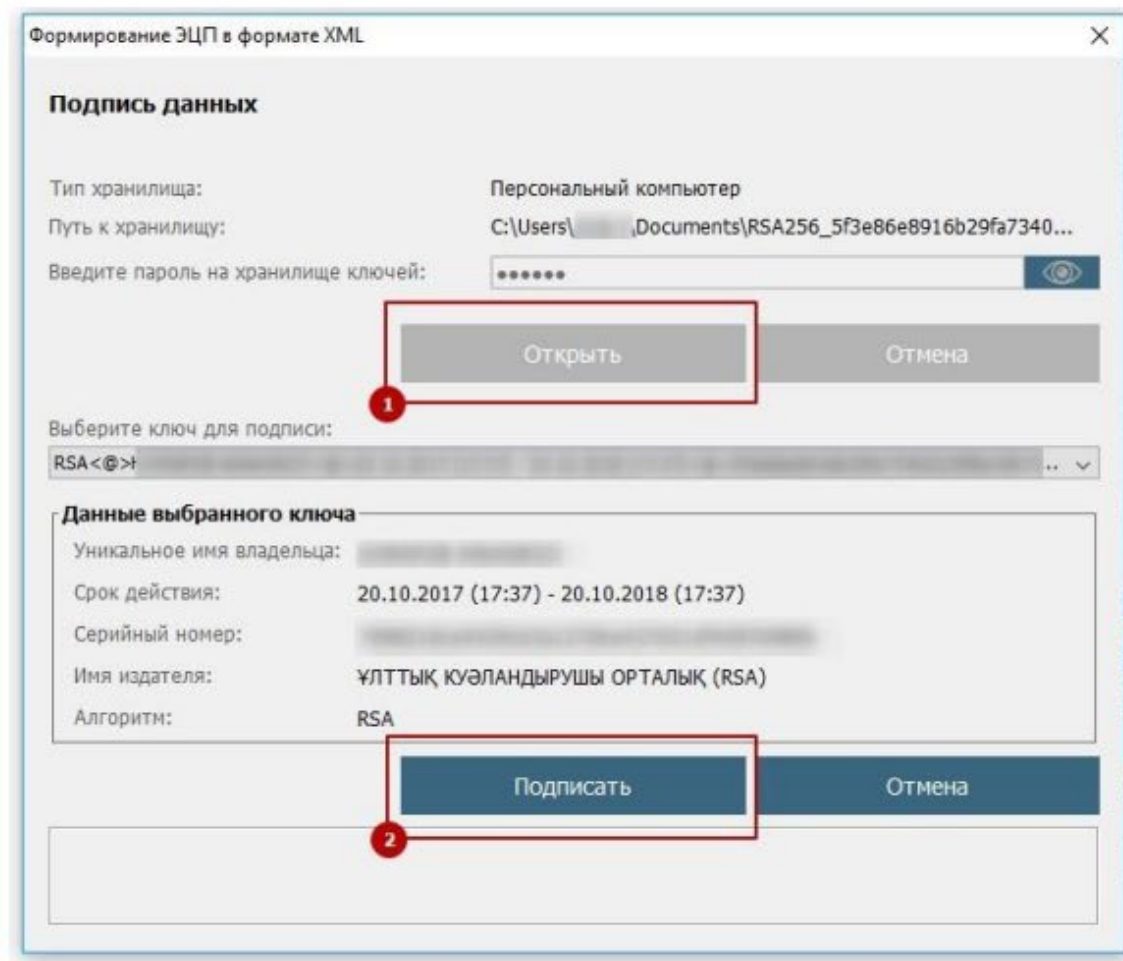 Формирование ЭЦП в формате XML
Подпись данных
Тип хранилища: Персональный компьютер
Путь к хранилищу: C:\Users\ Documents\RSA256_5f3e86e8916b29fa7340...
Введите пароль на хранилище ключей: ••••••
Открыть Отмена
1
Выберите ключ для подписи:
RSA<@> ..
Данные выбранного ключа
Уникальное имя владельца:
Срок действия: 20.10.2017 (17:37) - 20.10.2018 (17:37)
Серийный номер:
Имя издателя: ҰЛТТЫҚ КУӘЛАНДЫРУШЫ ОРТАЛЫҚ (RSA)
Алгоритм: RSA
Подписать Отмена
2